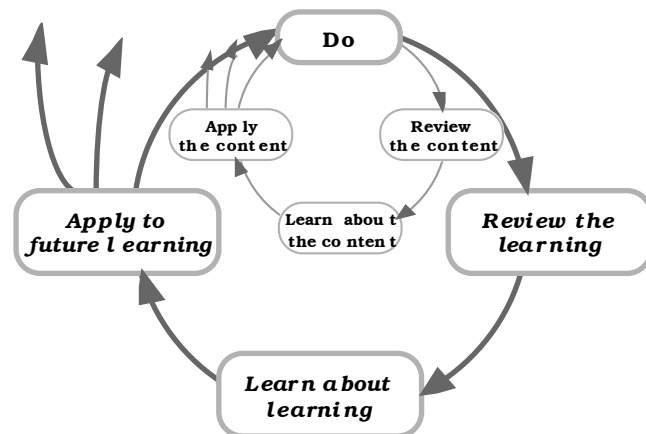 Do
Apply
the content
Review
the content
Learn about
the content
Apply to
future learning
Review the
learning
Learn about
learning